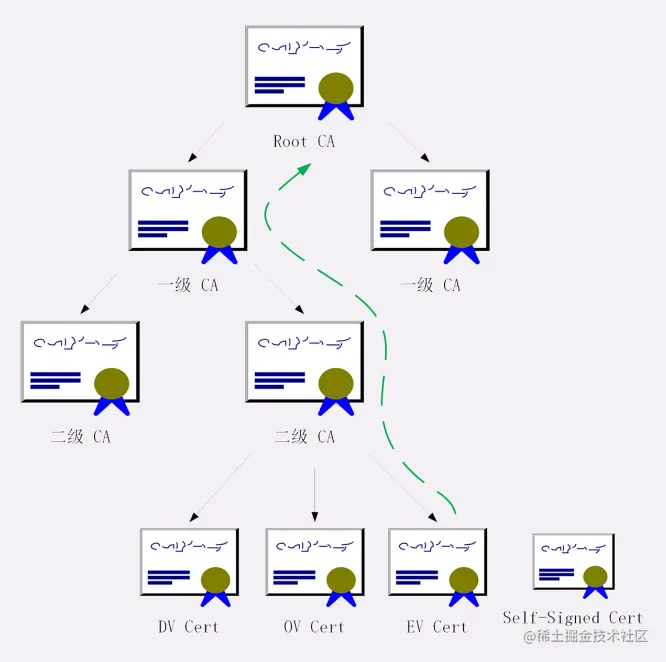 Root CA
一级 CA
一级 CA
二级 CA
二级 CA
DV Cert
OV Cert
EV Cert
Self-Signed Cert
@稀土掘金技术社区